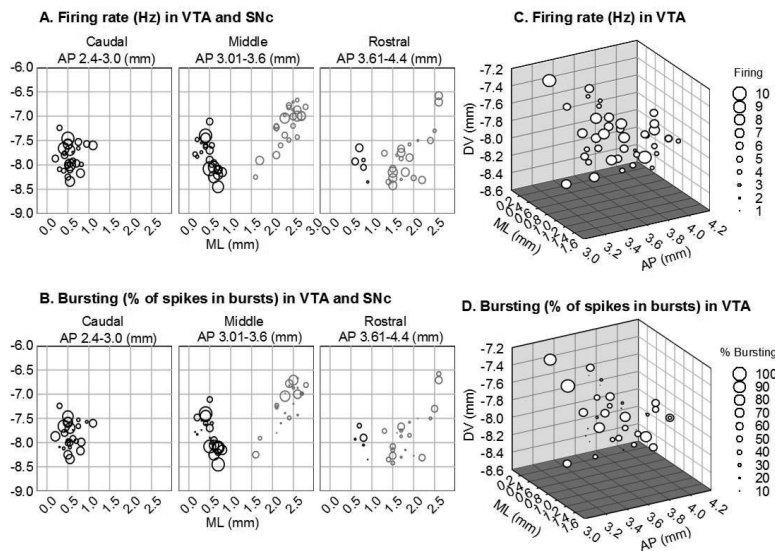 A. Firing rate (Hz) in VTA and SNc
Caudal
AP 2.4-3.0 (mm)
Middle
AP 3.01-3.6 (mm)
Rostral
AP 3.61-4.4 (mm)
-6.0
-6.5
-7.0
-7.5
-8.0
-8.5
-9.0
0.0 0.5 1.0 1.5 2.0 2.5 0.0 0.5 1.0 1.5 2.0 2.5 3.0 0.0 0.5 1.0 1.5 2.0 2.5
ML (mm)
C. Firing rate (Hz) in VTA
DV (mm)
-7.2
-7.4
-7.6
-7.8
-8.0
-8.2
-8.4
-8.6
ML (mm)
3.0 3.2 3.4 3.6 3.8 4.0 4.2
AP (mm)
Firing
10
9
8
7
6
5
4
3
2
1
B. Bursting (% of spikes in bursts) in VTA and SNc
Caudal
AP 2.4-3.0 (mm)
Middle
AP 3.01-3.6 (mm)
Rostral
AP 3.61-4.4 (mm)
-6.0
-6.5
-7.0
-7.5
-8.0
-8.5
-9.0
0.0 0.5 1.0 1.5 2.0 2.5 0.0 0.5 1.0 1.5 2.0 2.5 3.0 0.0 0.5 1.0 1.5 2.0 2.5
ML (mm)
D. Bursting (% of spikes in bursts) in VTA
DV (mm)
-7.2
-7.4
-7.6
-7.8
-8.0
-8.2
-8.4
-8.6
ML (mm)
3.0 3.2 3.4 3.6 3.8 4.0 4.2
AP (mm)
% Bursting
100
90
80
70
60
50
40
30
20
10